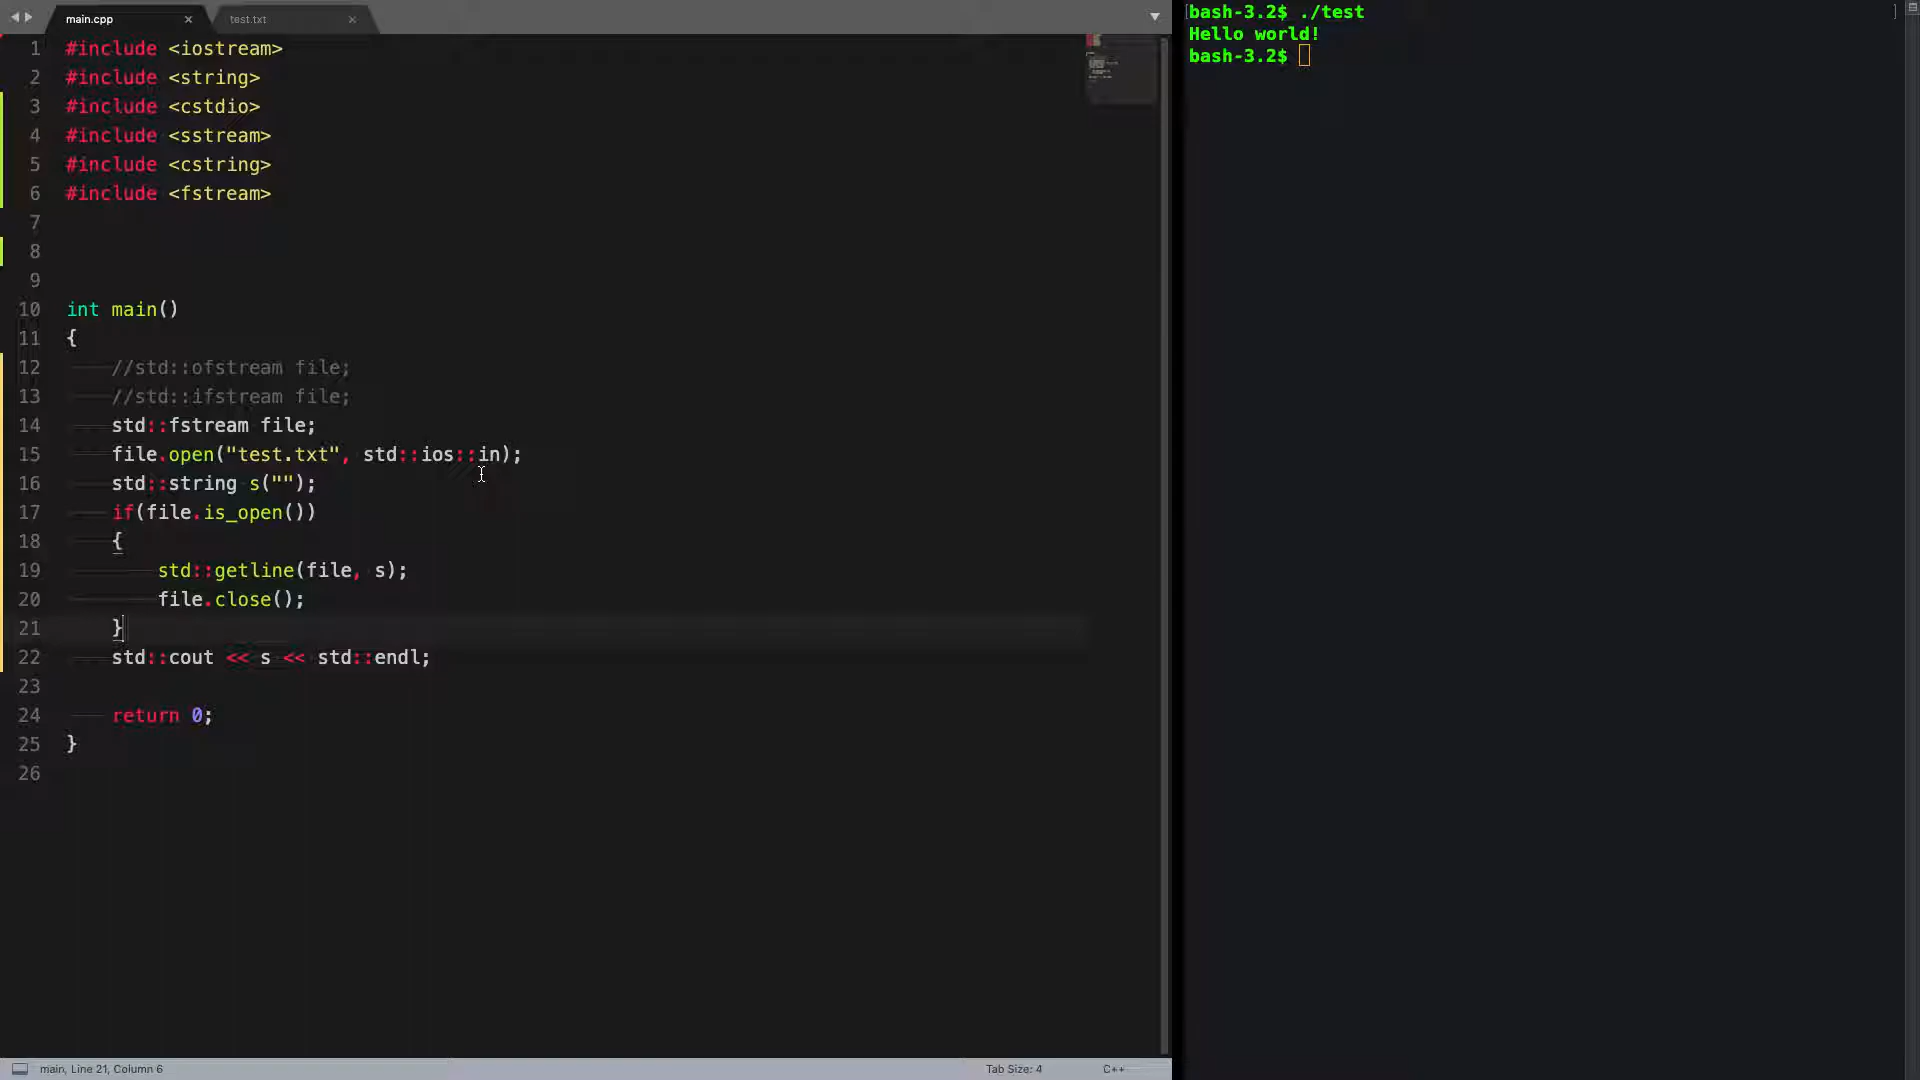 main.cpp × test.txt ×
1 #include <iostream>
2 #include <string>
3 #include <cstdio>
4 #include <sstream>
5 #include <cstring>
6 #include <fstream>
7
8
9
10 int main()
11 {
12     //std::ofstream file;
13     //std::ifstream file;
14     std::fstream file;
15     file.open("test.txt", std::ios::in);
16     std::string s("");
17     if(file.is_open())
18     {
19         std::getline(file, s);
20         file.close();
21     }
22     std::cout << s << std::endl;
23
24     return 0;
25 }
26
main, Line 21, Column 6
Tab Size: 4
C++
[bash-3.2$ ./test ]
Hello world!
bash-3.2$